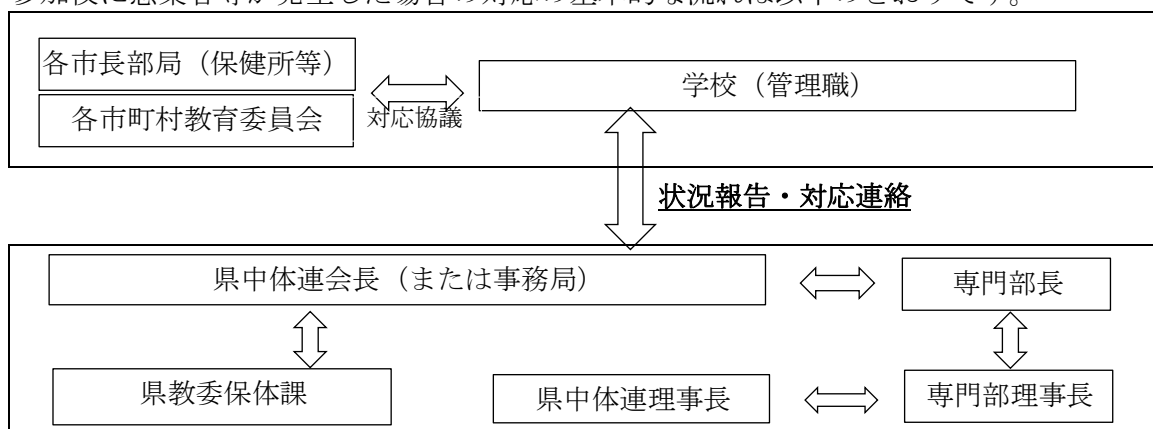 参加校に感染者等が発生した場合の対応の基本的な流れは以下のとおりです。
各市長部局（保健所等）
各市町村教育委員会
対応協議
学校（管理職）
状況報告・対応連絡
県中体連会長（または事務局）
専門部長
県教委保体課
県中体連理事長
専門部理事長